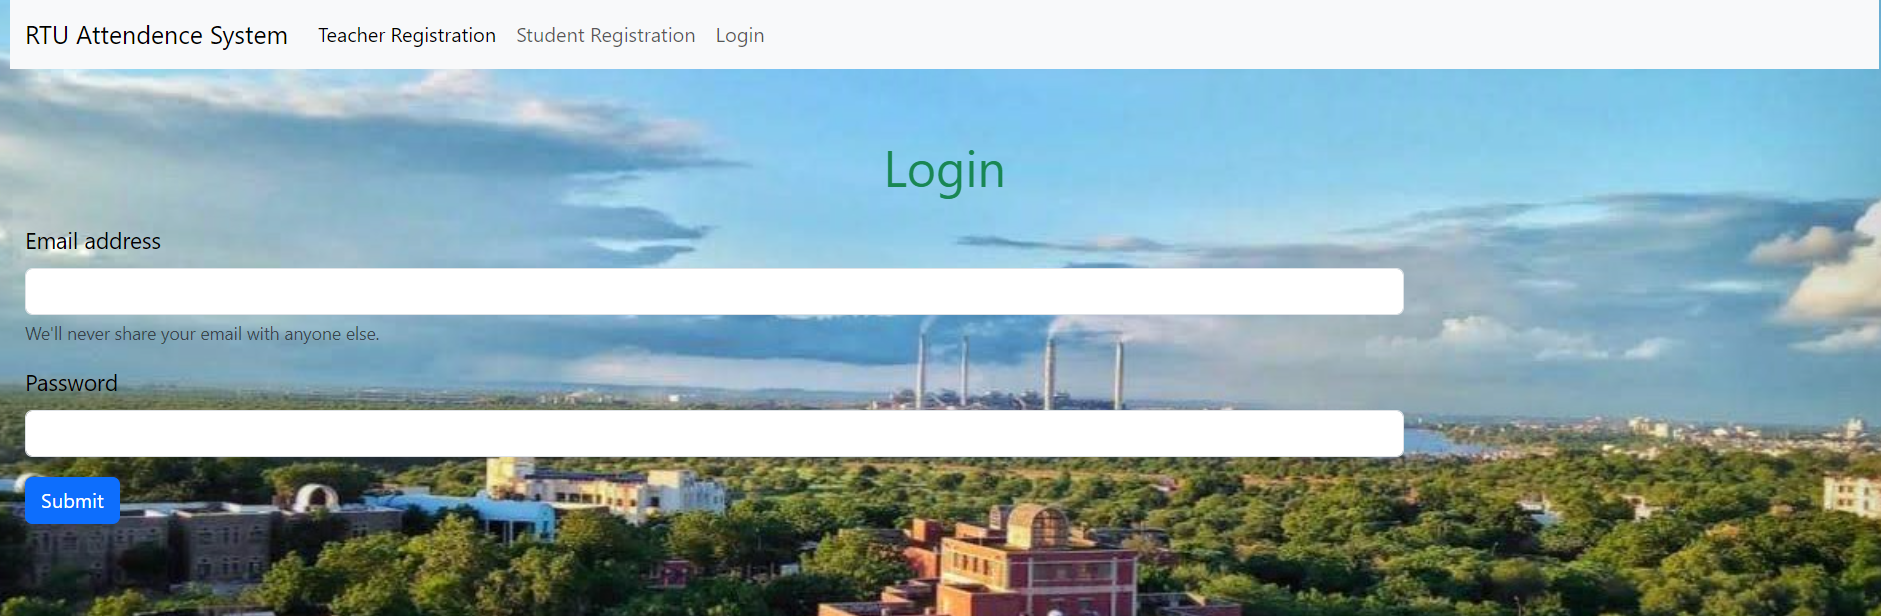 RTU Attendence System Teacher Registration Student Registration Login
Login
Email address
We'll never share your email with anyone else.
Password
Submit